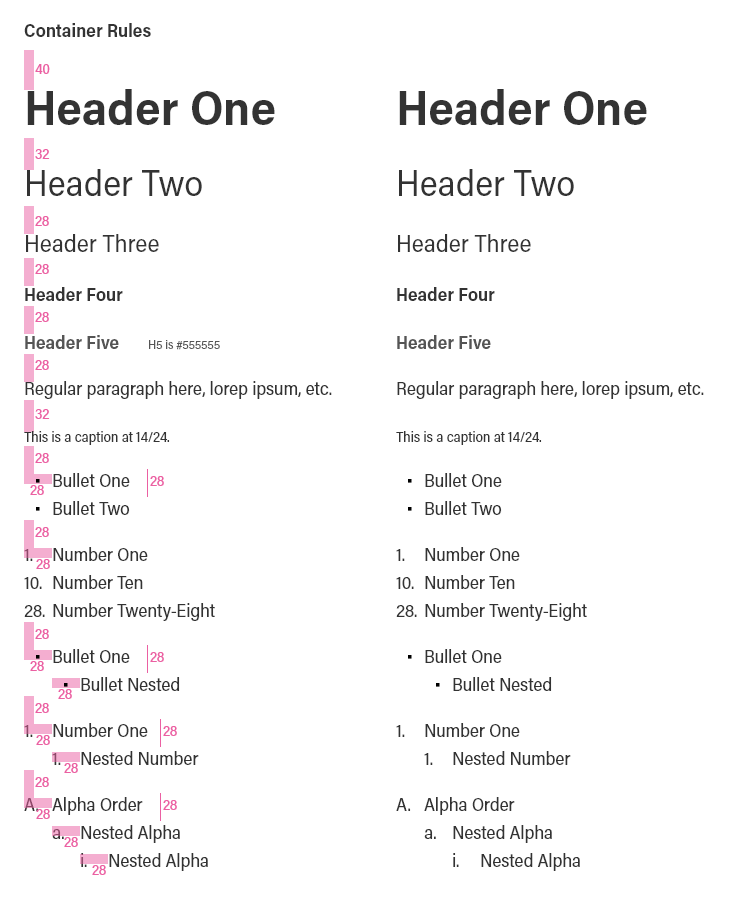 Container Rules
40
Header One
32
Header Two
28
Header Three
28
Header Four
28
Header Five H5 is #555555
28
Regular paragraph here, lorep ipsum, etc.
32
This is a caption at 14/24.
28
▪ Bullet One 28
28
▪ Bullet Two
28
1. Number One
28
10. Number Ten
28. Number Twenty-Eight
28
▪ Bullet One 28
28
▪ Bullet Nested
28
28
1. Number One 28
28
1. Nested Number
28
28
A. Alpha Order 28
28
a. Nested Alpha
28
i. Nested Alpha
28
Header One
Header Two
Header Three
Header Four
Header Five
Regular paragraph here, lorep ipsum, etc.
This is a caption at 14/24.
▪ Bullet One
▪ Bullet Two
1. Number One
10. Number Ten
28. Number Twenty-Eight
▪ Bullet One
▪ Bullet Nested
1. Number One
1. Nested Number
A. Alpha Order
a. Nested Alpha
i. Nested Alpha